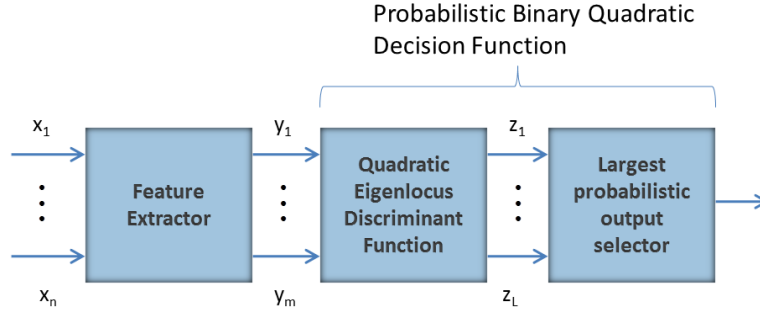 Probabilistic Binary Quadratic
Decision Function
x1
y1
z1
Feature
Extractor
Quadratic
Eigenlocus
Discriminant
Function
Largest
probabilistic
output
selector
xn
ym
zL